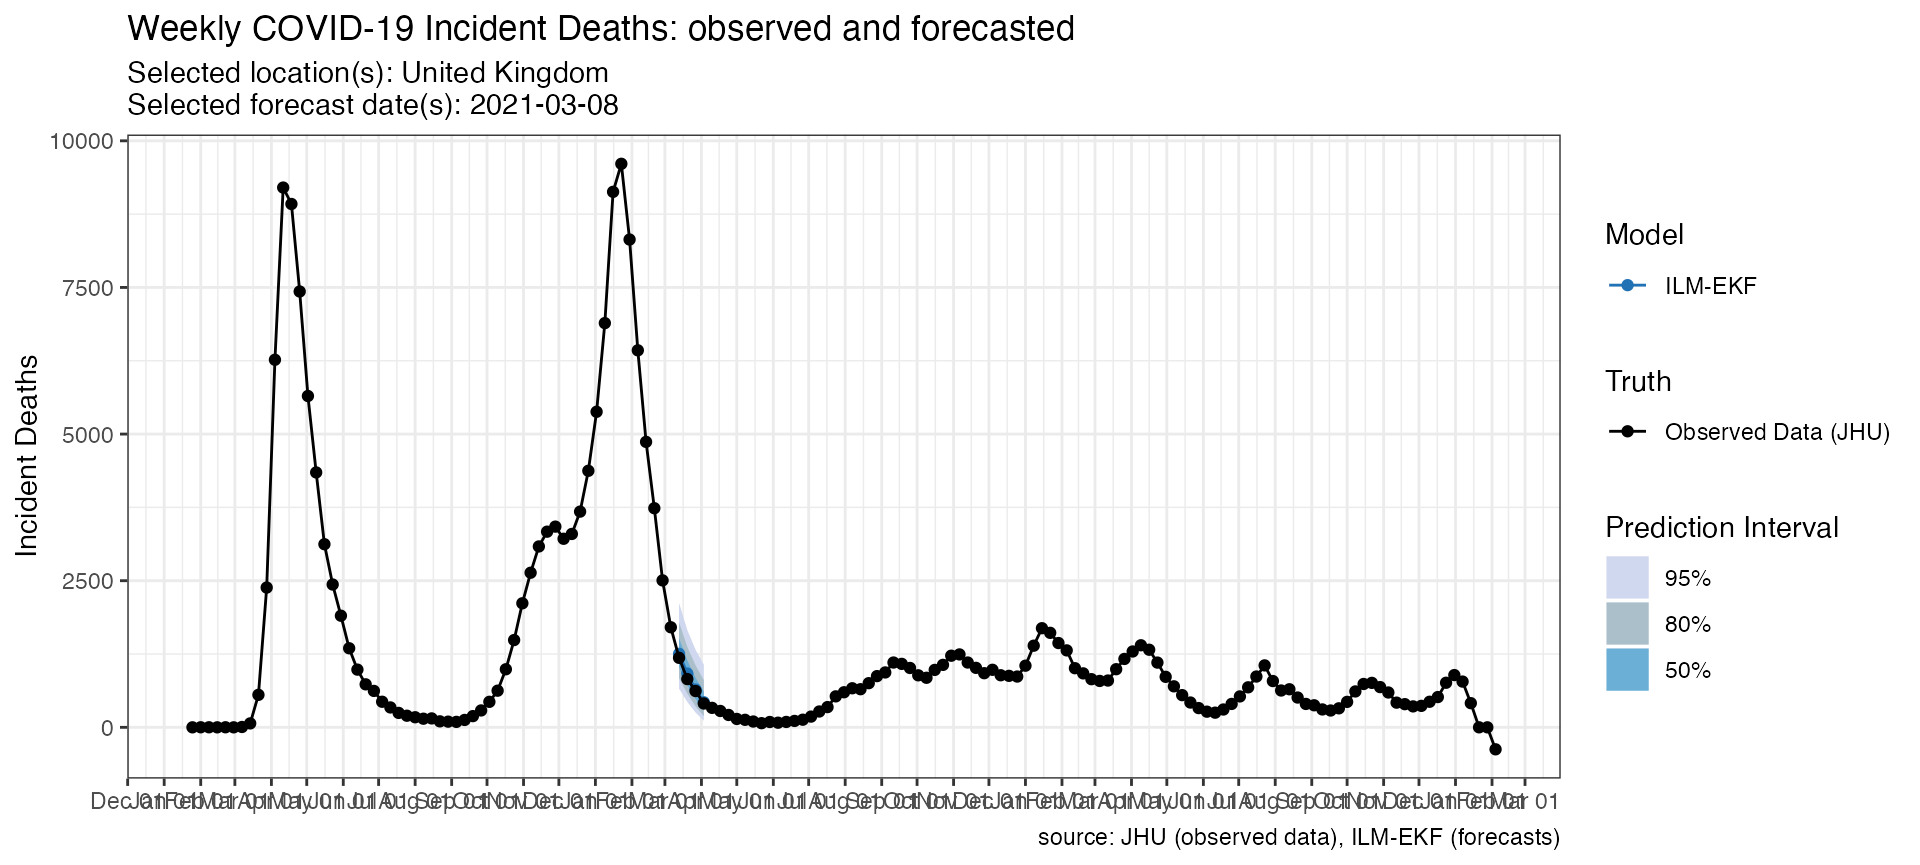 Weekly COVID-19 Incident Deaths: observed and forecasted
Selected location(s): United Kingdom
Selected forecast date(s): 2021-03-08
10000
7500
5000
2500
0
Incident Deaths
Model
ILM-EKF
Truth
Observed Data (JHU)
Prediction Interval
95%
80%
50%
source: JHU (observed data), ILM-EKF (forecasts)